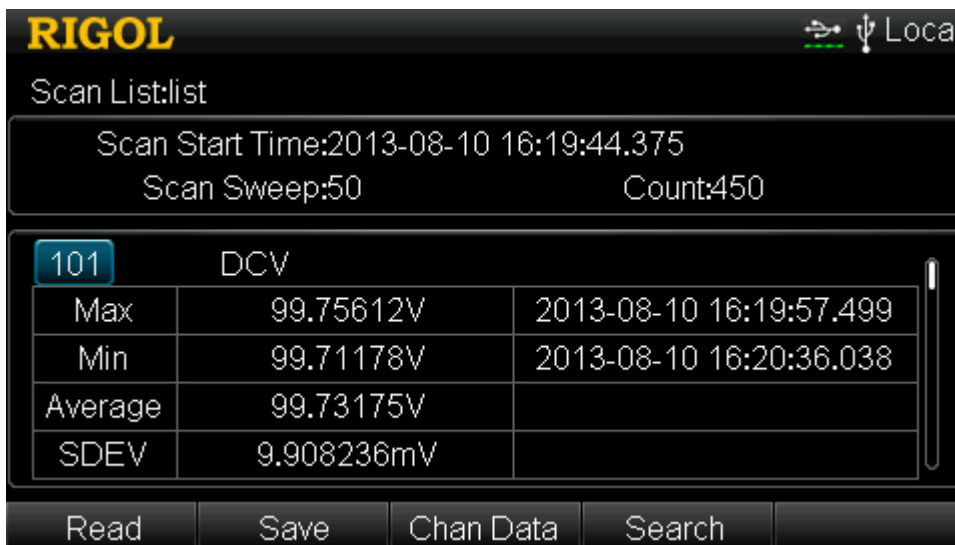 RIGOL Loca
Scan List:list
Scan Start Time:2013-08-10 16:19:44.375
Scan Sweep:50 Count:450
101 DCV
Max 99.75612V 2013-08-10 16:19:57.499
Min 99.71178V 2013-08-10 16:20:36.038
Average 99.73175V
SDEV 9.908236mV
Read Save Chan Data Search